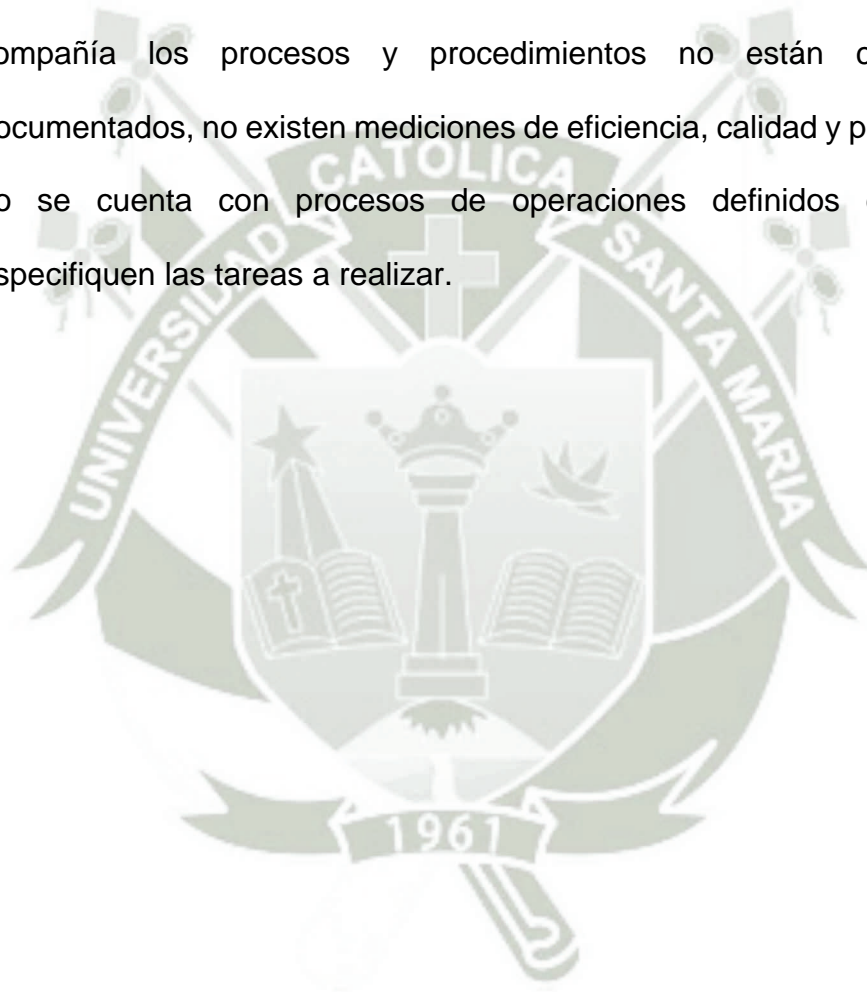 ompañía los procesos y procedimientos no están
ocumentados, no existen mediciones de eficiencia, calidad y
o se cuenta con procesos de operaciones definidos
specifiquen las tareas a realizar.
UNIVERSIDAD CATOLICA SANTA MARIA
1961